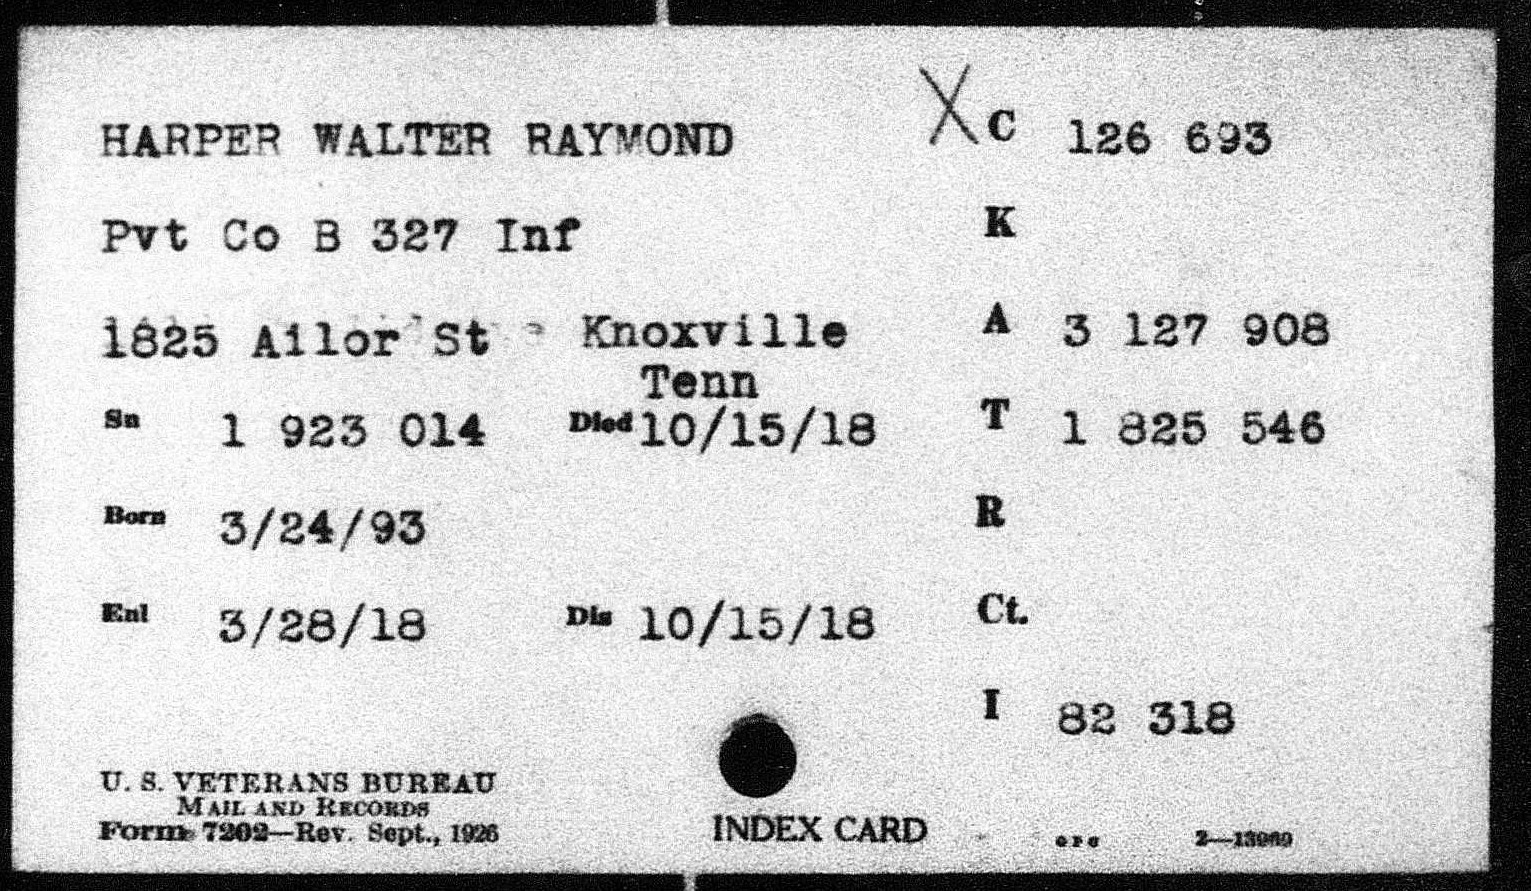 HARPER WALTER RAYMOND X C 126 693
Pvt Co B 327 Inf K
1825 Ailor St Knoxville A 3 127 908
Tenn
Sn 1 923 014 Died 10/15/18 T 1 825 546
Born 3/24/93 R
Enl 3/28/18 Dis 10/15/18 Ct.
I 82 318
U. S. VETERANS BUREAU
MAIL AND RECORDS
Form 7202—Rev. Sept., 1926 INDEX CARD GPO